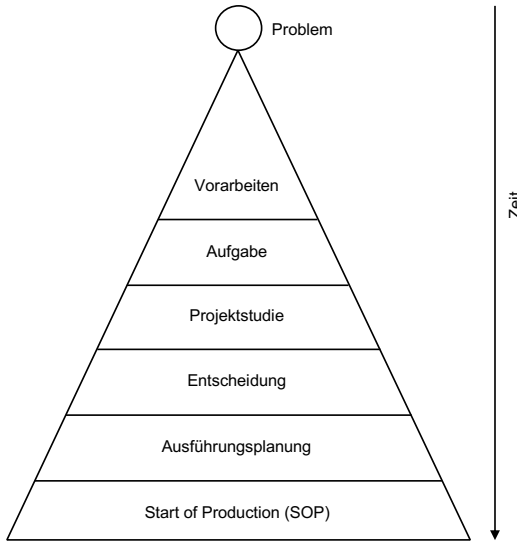 Problem
Vorarbeiten
Aufgabe
Projektstudie
Entscheidung
Ausführungsplanung
Start of Production (SOP)
Zeit